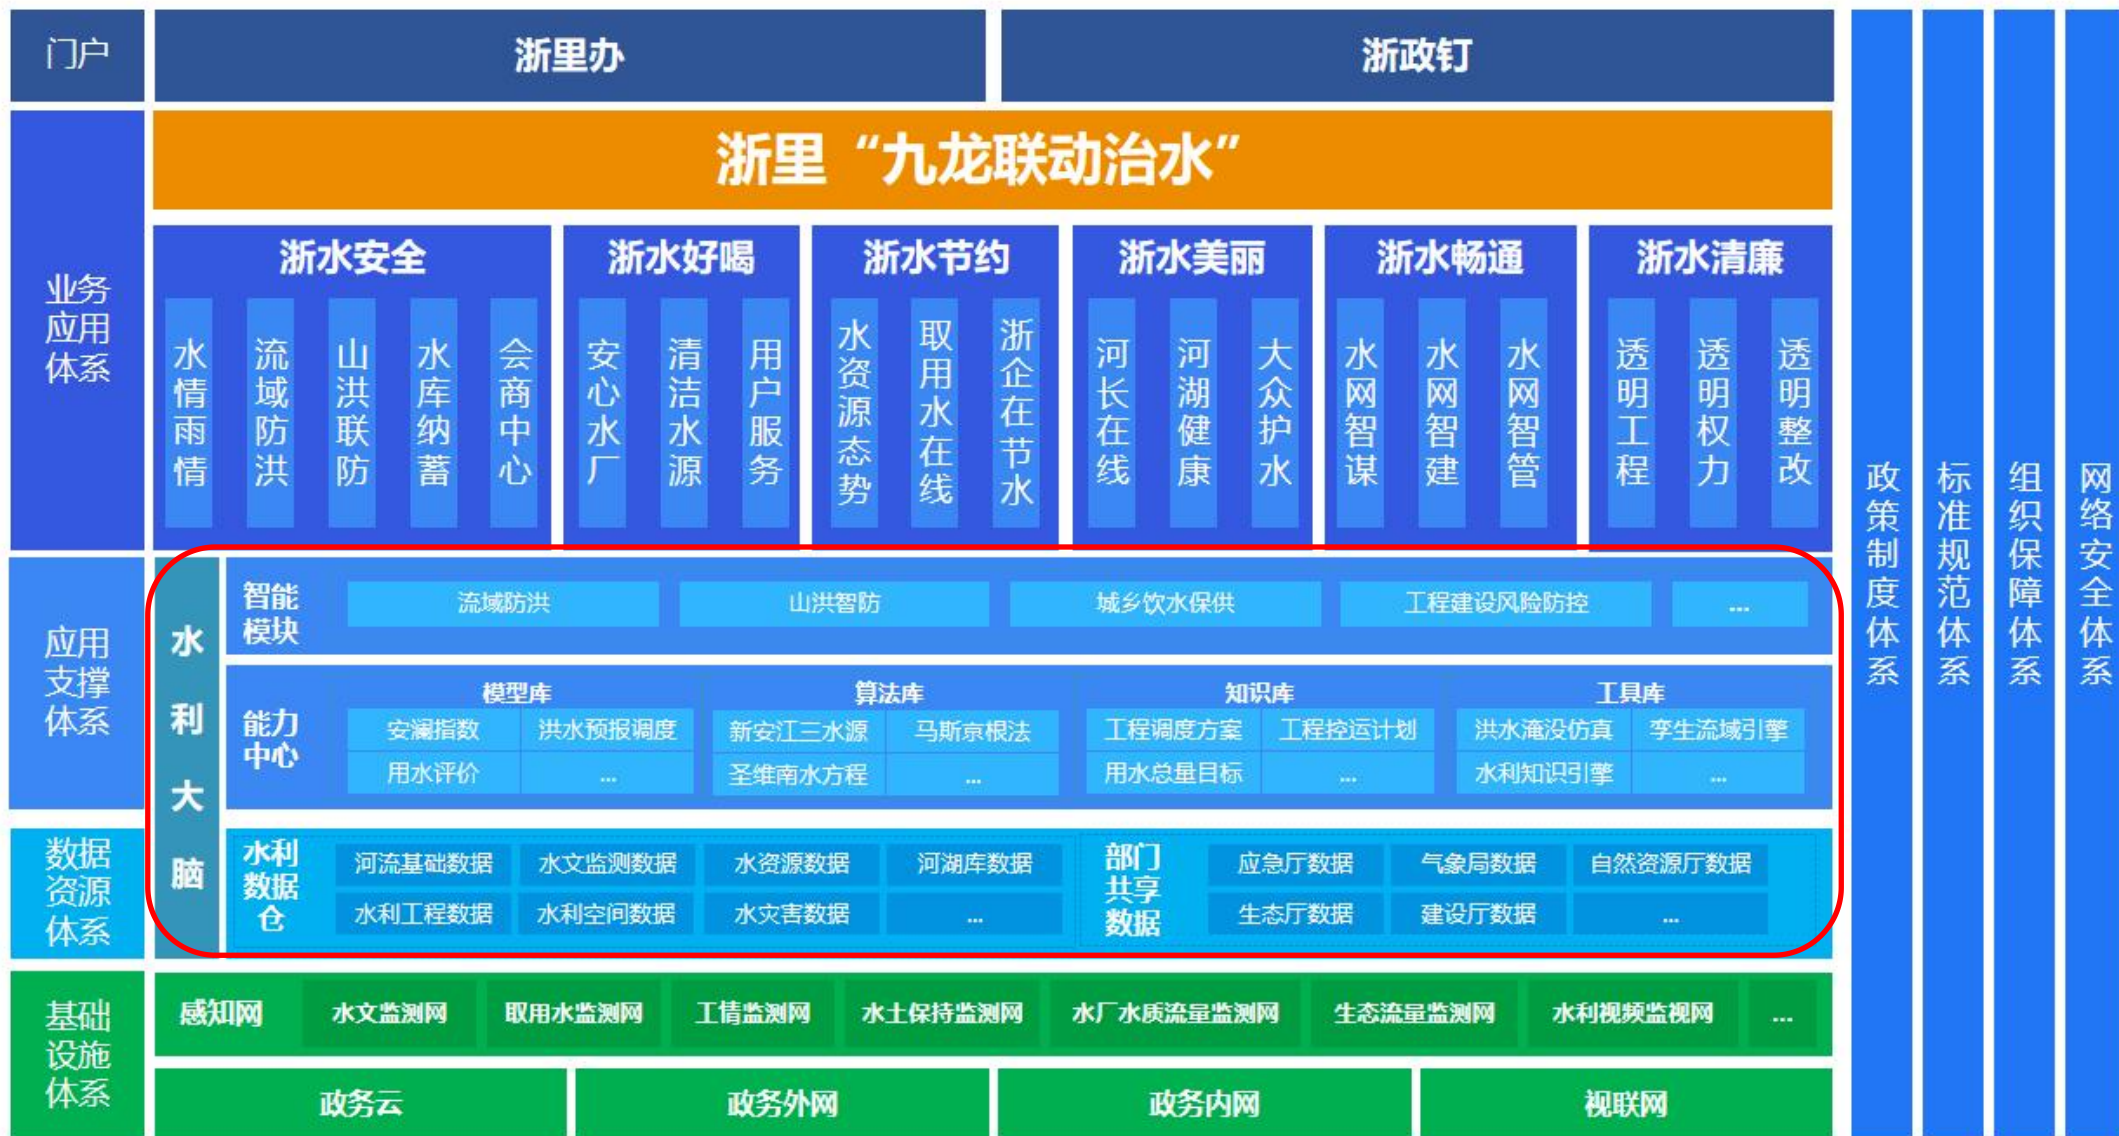 门户
浙里办
浙政钉
业务
应用
体系
浙里“九龙联动治水”
浙水安全
水情雨情
流域防洪
山洪联防
水库纳蓄
会商中心
浙水好喝
安心水厂
清洁水源
用户服务
浙水节约
水资源态势
取用水在线
浙企在节水
浙水美丽
河长在线
河湖健康
大众护水
浙水畅通
水网智谋
水网智建
水网智管
浙水清廉
透明工程
透明权力
透明整改
应用
支撑
体系
水利大脑
智能
模块
流域防洪
山洪智防
城乡饮水保供
工程建设风险防控
...
能力
中心
模型库
安澜指数
洪水预报调度
用水评价
...
算法库
新安江三水源
马斯京根法
圣维南水方程
...
知识库
工程调度方案
工程控运计划
用水总量目标
...
工具库
洪水淹没仿真
孪生流域引擎
水利知识引擎
...
数据
资源
体系
水利
数据
仓
河流基础数据
水文监测数据
水资源数据
河湖库数据
水利工程数据
水利空间数据
水灾害数据
...
部门
共享
数据
应急厅数据
气象局数据
自然资源厅数据
生态厅数据
建设厅数据
...
基础
设施
体系
感知网
水文监测网
取用水监测网
工情监测网
水土保持监测网
水厂水质流量监测网
生态流量监测网
水利视频监视网
...
政务云
政务外网
政务内网
视联网
政策制度体系
标准规范体系
组织保障体系
网络安全体系